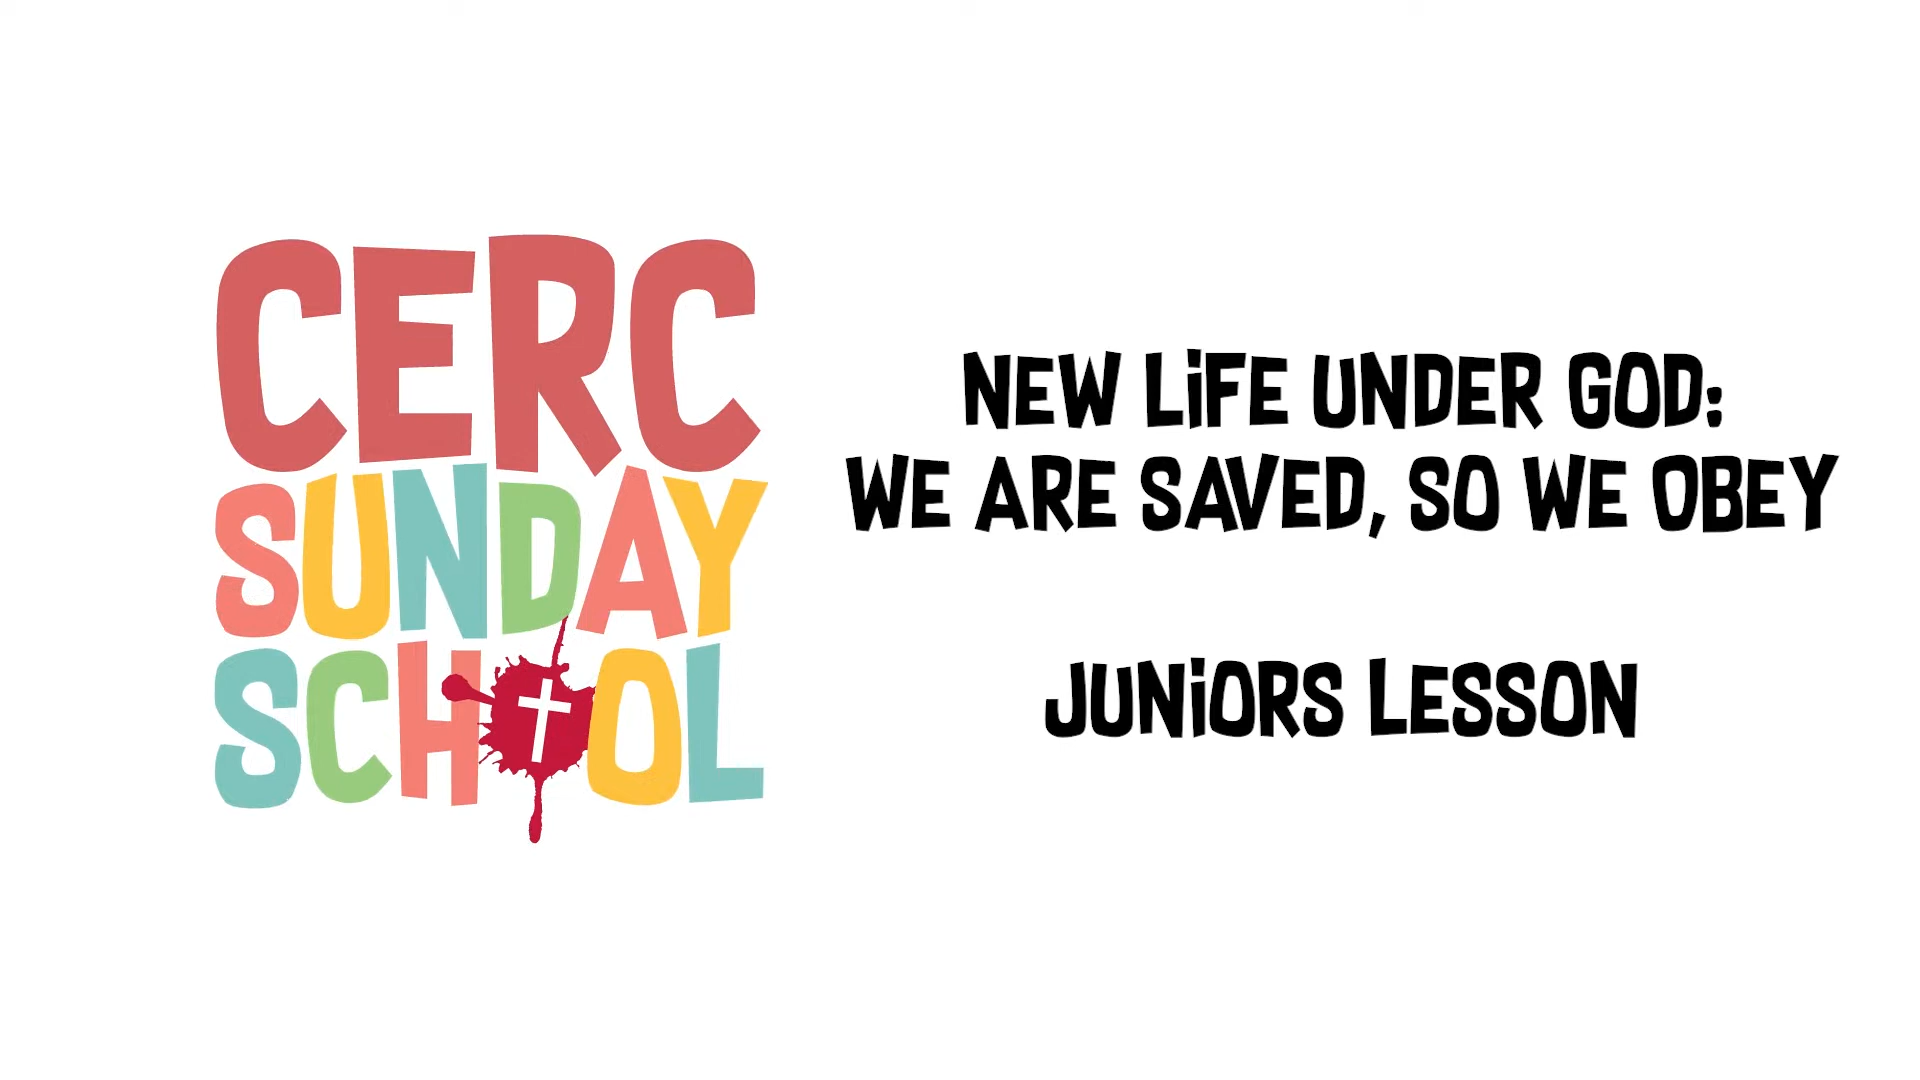 CERC
SUNDAY
SCHOOL
NEW LiFE UNDER GOD:
WE ARE SAVED, SO WE OBEY
JUNiORS LESSON